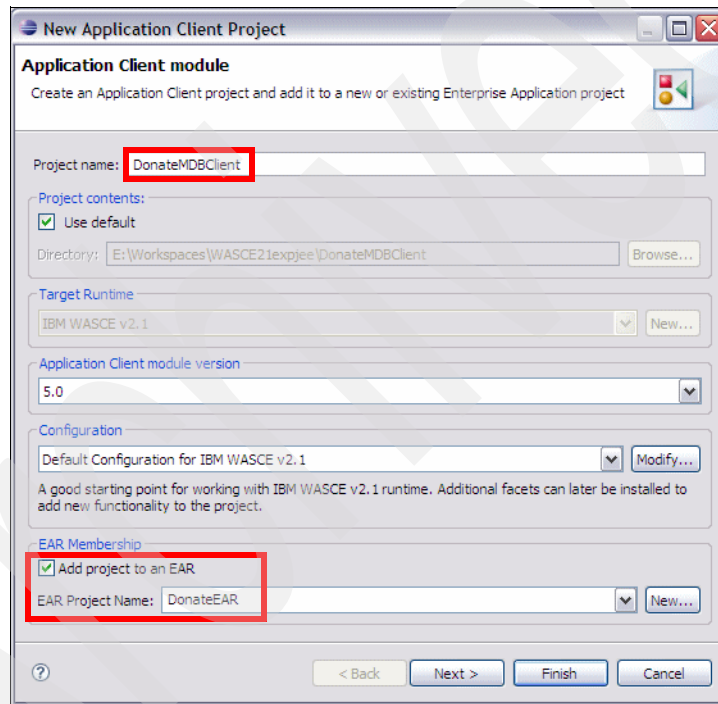 New Application Client Project
Application Client module
Create an Application Client project and add it to a new or existing Enterprise Application project
Project name: DonateMDBClient
Project contents:
Use default
Directory: E:\Workspaces\WASCE21expjee\DonateMDBClient Browse...
Target Runtime
IBM WASCE v2.1 New...
Application Client module version
5.0
Configuration
Default Configuration for IBM WASCE v2.1 Modify...
A good starting point for working with IBM WASCE v2.1 runtime. Additional facets can later be installed to
add new functionality to the project.
EAR Membership
Add project to an EAR
EAR Project Name: DonateEAR New...
? < Back Next > Finish Cancel